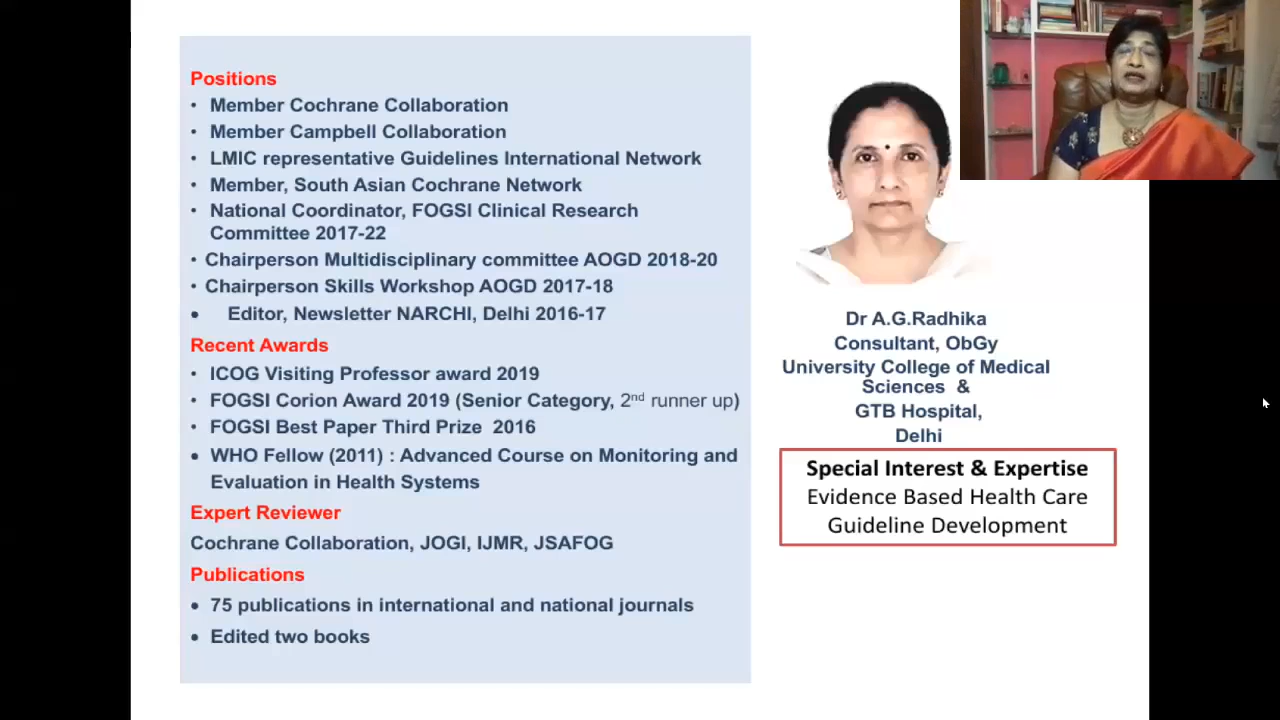 Positions
• Member Cochrane Collaboration
• Member Campbell Collaboration
• LMIC representative Guidelines International Network
• Member, South Asian Cochrane Network
• National Coordinator, FOGSI Clinical Research
Committee 2017-22
• Chairperson Multidisciplinary committee AOGD 2018-20
• Chairperson Skills Workshop AOGD 2017-18
• Editor, Newsletter NARCHI, Delhi 2016-17
Recent Awards
• ICOG Visiting Professor award 2019
• FOGSI Corion Award 2019 (Senior Category, 2nd runner up)
• FOGSI Best Paper Third Prize 2016
• WHO Fellow (2011) : Advanced Course on Monitoring and
Evaluation in Health Systems
Expert Reviewer
Cochrane Collaboration, JOGI, IJMR, JSAFOG
Publications
• 75 publications in international and national journals
• Edited two books
Dr A.G.Radhika
Consultant, ObGy
University College of Medical
Sciences &
GTB Hospital,
Delhi
Special Interest & Expertise
Evidence Based Health Care
Guideline Development